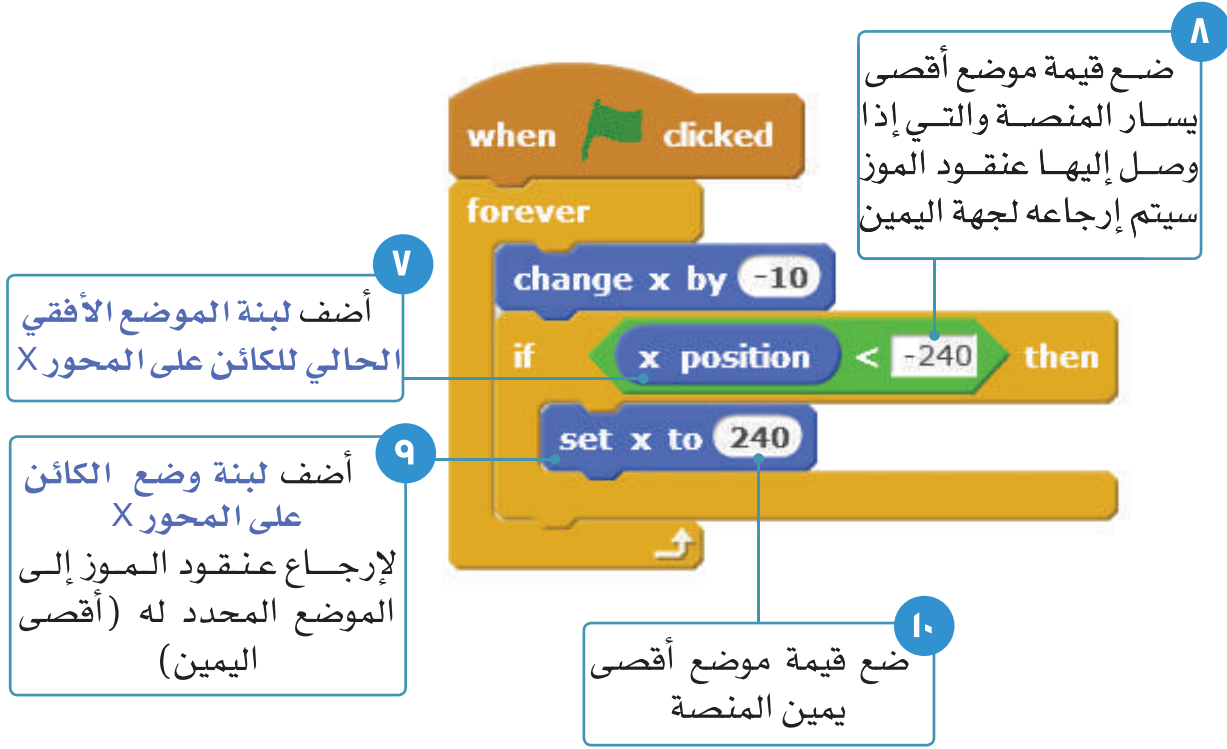 ٨
ضع قيمة موضع أقصى
يسار المنصة والتي إذا
وصل إليها عنقود الموز
سيتم إرجاعه لجهة اليمين
when clicked
forever
change x by -10
if x position < -240 then
set x to 240
٧
أضف لبنة الموضع الأفقي
الحالي للكائن على المحور X
٩
أضف لبنة وضع الكائن
على المحور X
لإرجاع عنقود الموز إلى
الموضع المحدد له (أقصى
اليمين)
١٠
ضع قيمة موضع أقصى
يمين المنصة